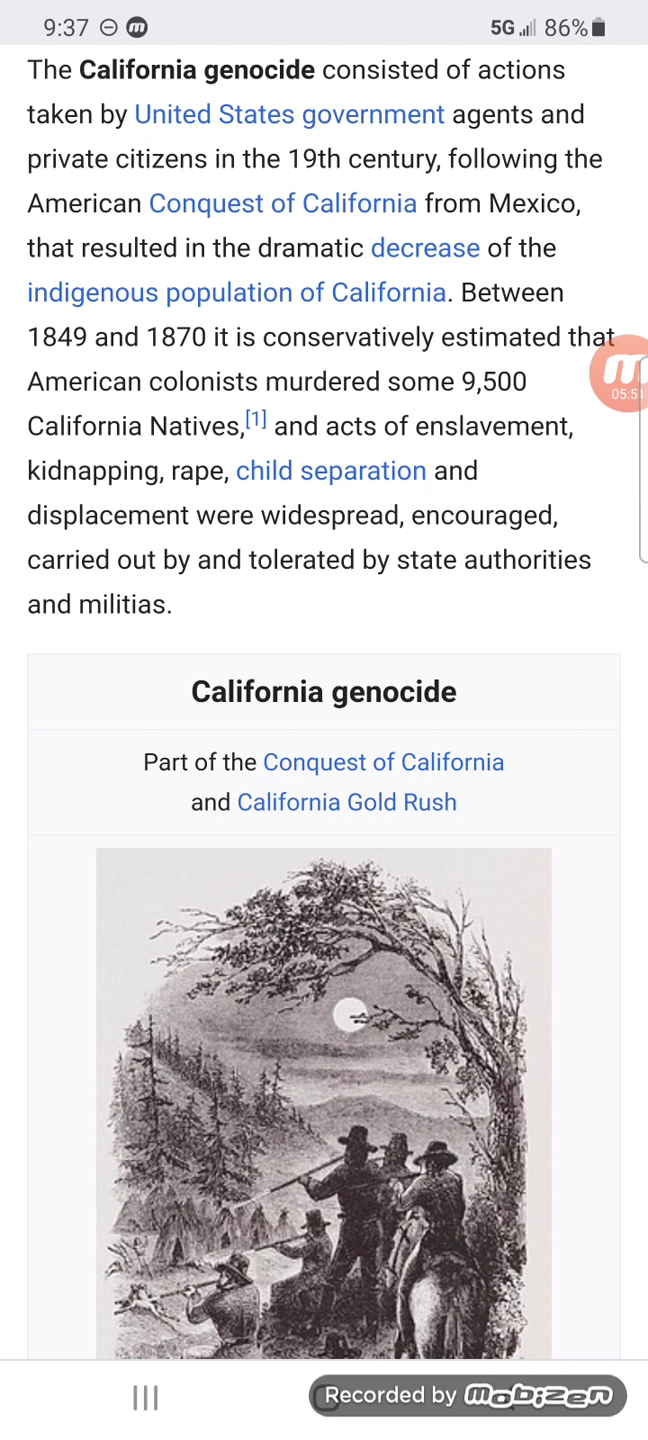 9:37
5G 86%
The California genocide consisted of actions
taken by United States government agents and
private citizens in the 19th century, following the
American Conquest of California from Mexico,
that resulted in the dramatic decrease of the
indigenous population of California. Between
1849 and 1870 it is conservatively estimated that
American colonists murdered some 9,500
California Natives,[1] and acts of enslavement,
kidnapping, rape, child separation and
displacement were widespread, encouraged,
carried out by and tolerated by state authorities
and militias.
05:51
California genocide
Part of the Conquest of California
and California Gold Rush
Recorded by Mobizen